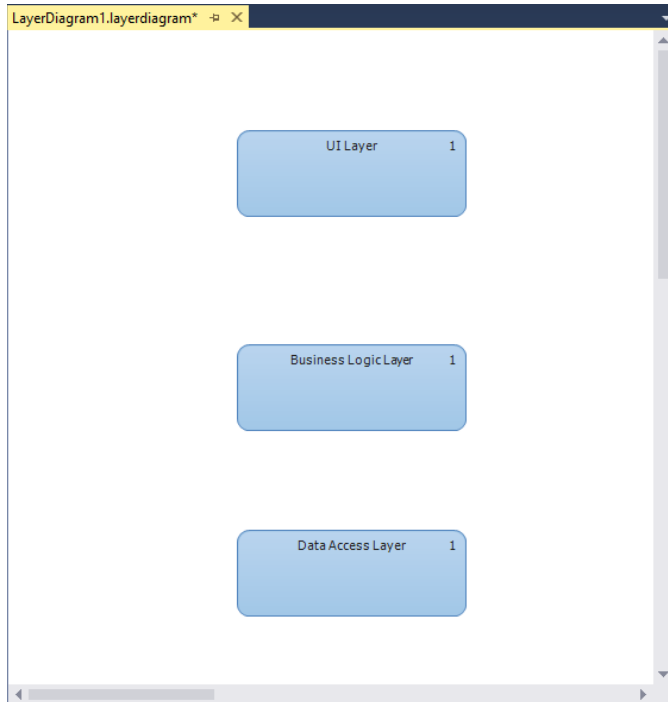 LayerDiagram1.layerdiagram*
UI Layer 1
Business Logic Layer 1
Data Access Layer 1